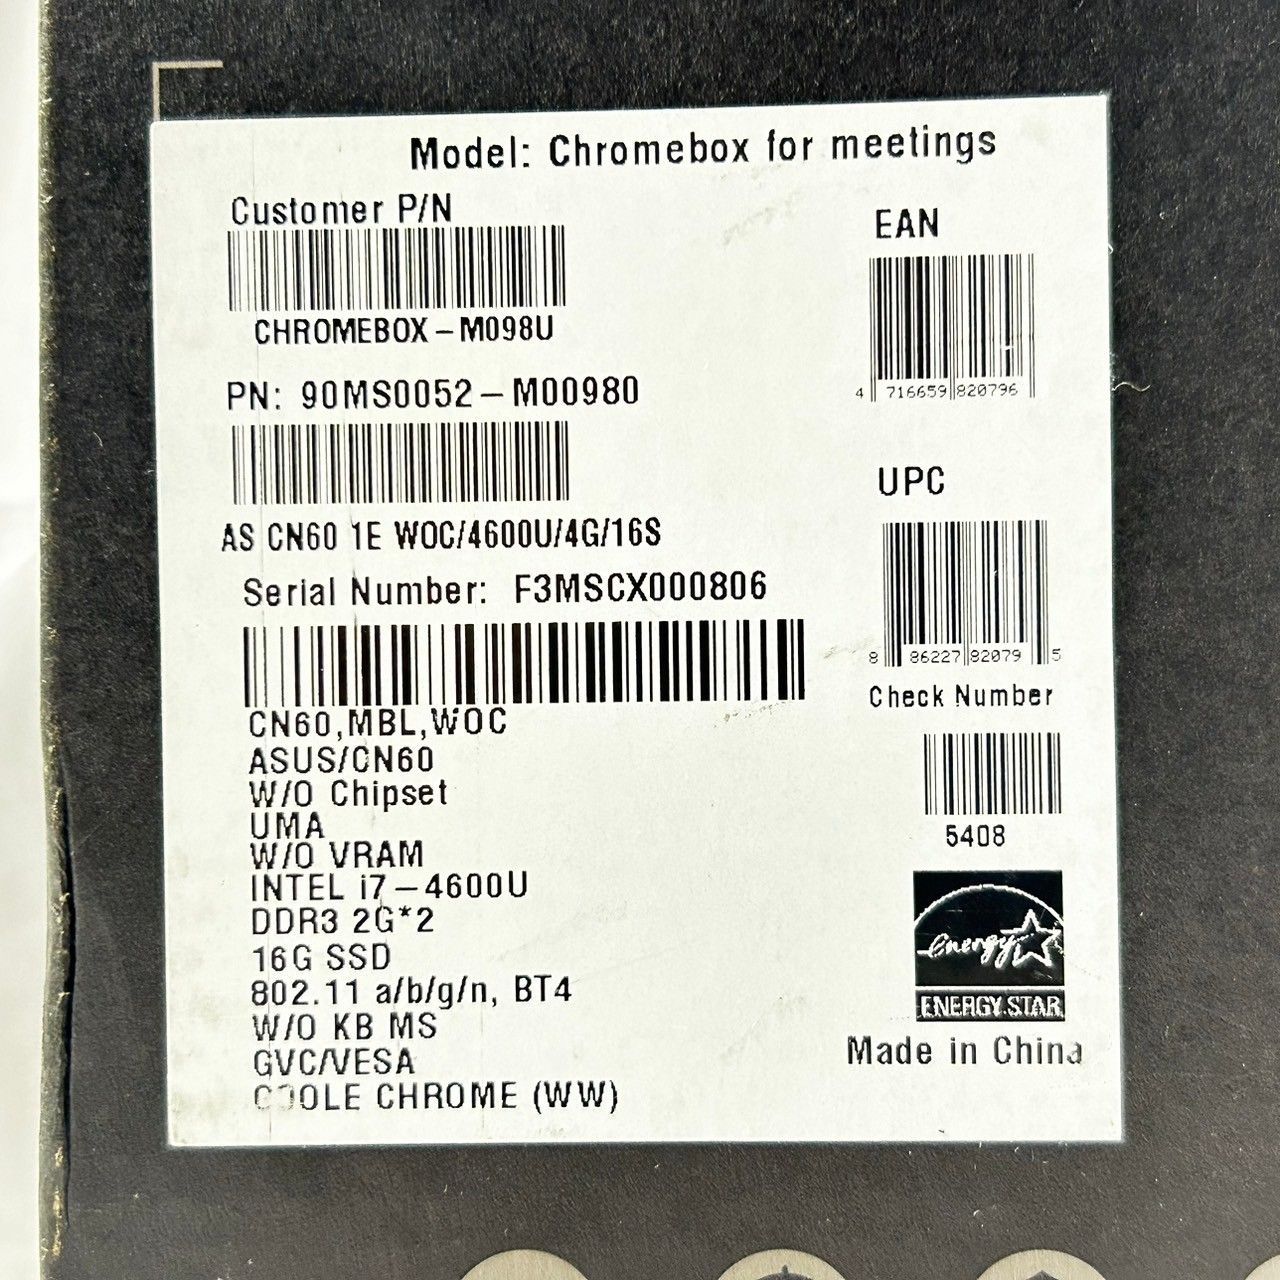 Model: Chromebox for meetings
Customer P/N
CHROMEBOX-M098U
PN: 90MS0052-M00980
AS CN60 1E WOC/4600U/4G/16S
Serial Number: F3MSCX000806
CN60,MBL,WOC
ASUS/CN60
W/O Chipset
UMA
W/O VRAM
INTEL i7-4600U
DDR3 2G*2
16G SSD
802.11 a/b/g/n, BT4
W/O KB MS
GVC/VESA
COOLE CHROME (WW)
EAN
4 716659 820796
UPC
8 86227 82079 5
Check Number
5408
energy
ENERGY STAR
Made in China